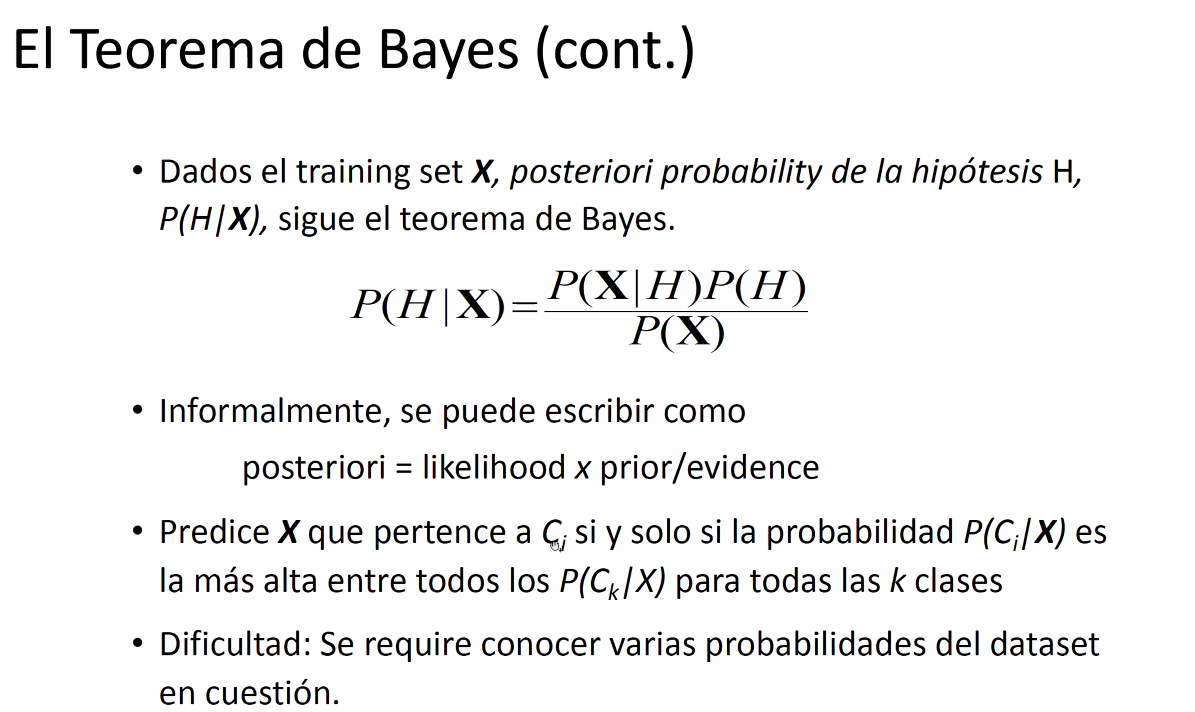 El Teorema de Bayes (cont.)
• Dados el training set X, posteriori probability de la hipótesis H,
P(H|X), sigue el teorema de Bayes.
P(H|X)=P(X|H)P(H)/P(X)
• Informalmente, se puede escribir como
posteriori = likelihood x prior/evidence
• Predice X que pertence a Cᵢ si y solo si la probabilidad P(Cᵢ|X) es
la más alta entre todos los P(Cₖ|X) para todas las k clases
• Dificultad: Se require conocer varias probabilidades del dataset
en cuestión.